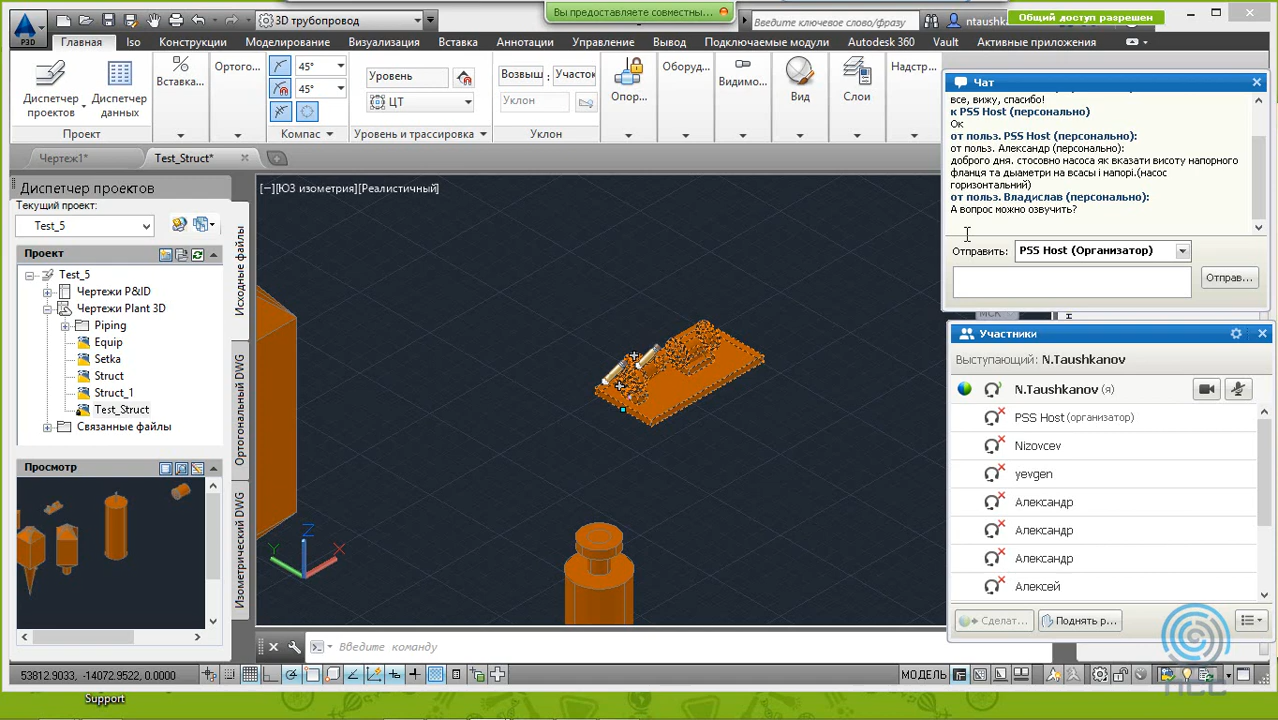 3D трубопровод
Вы предоставляете совместны...
Введите ключевое слово/фразу
ntaushka
Общий доступ разрешен
P3D
Главная
Iso
Конструкции
Моделирование
Визуализация
Вставка
Аннотации
Управление
Вывод
Подключаемые модули
Autodesk 360
Vault
Активные приложения
Диспетчер проектов
Диспетчер данных
Проект
Вставка...
Ортого...
45°
45°
Компас
Уровень
ЦТ
Уровень и трассировка
Возвыш
Участок
Уклон
Уклон
Опор...
Оборуд...
Видимо...
Вид
Слои
Надстр...
Чертеж1*
Test_Struct*
Диспетчер проектов
Текущий проект:
Test_5
Проект
Test_5
Чертежи P&ID
Чертежи Plant 3D
Piping
Equip
Setka
Struct
Struct_1
Test_Struct
Связанные файлы
Просмотр
Исходные файлы
Ортогональный DWG
Изометрический DWG
[−][ЮЗ изометрия][Реалистичный]
Z
Y
X
Введите команду
Чат
все, вижу, спасибо!
к PSS Host (персонально)
Ок
от польз. PSS Host (персонально):
от польз. Александр (персонально):
доброго дня. стосовно насоса як вказати висоту напорного
фланця та дыаметри на всасы і напорі.(насос
горизонтальний)
от польз. Владислав (персонально):
А вопрос можно озвучить?
Отправить:
PSS Host (Организатор)
Отправ...
МСК
Участники
Выступающий: N.Taushkanov
N.Taushkanov (я)
PSS Host (организатор)
Nizovcev
yevgen
Александр
Александр
Александр
Алексей
Сделат...
Поднять р...
53812.9033, -14072.9522, 0.0000
МОДЕЛЬ
ПСС
Support